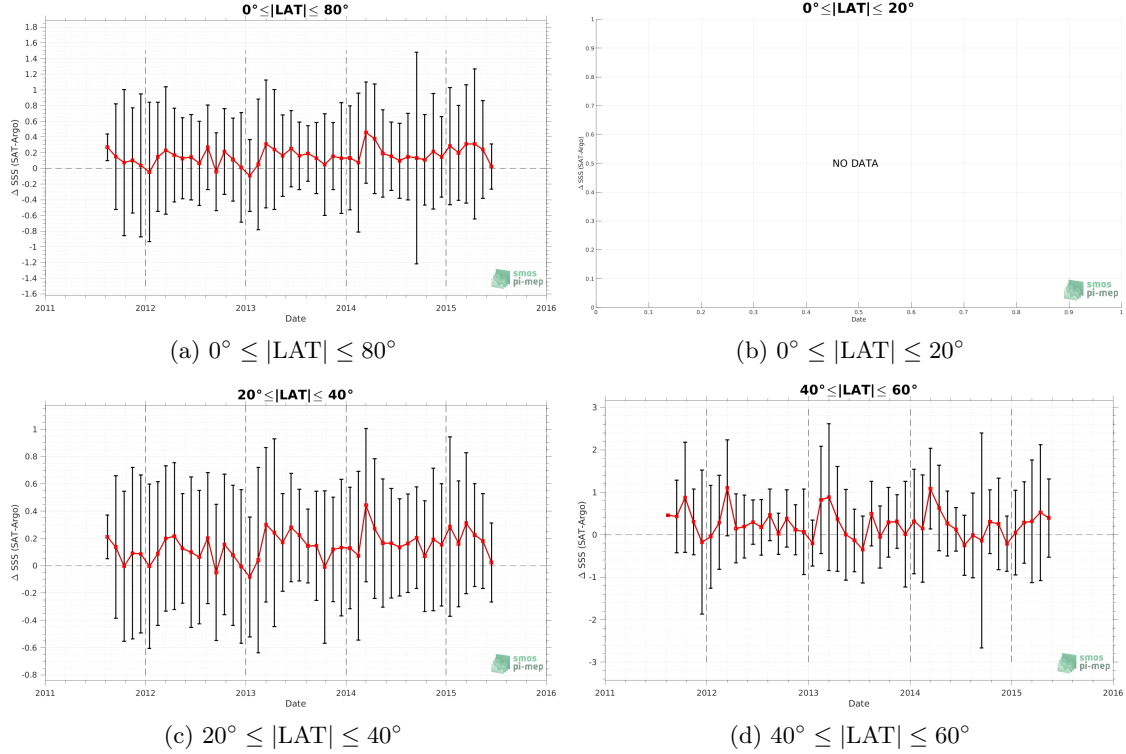 0°≤|LAT|≤ 80°
Δ SSS (SAT-Argo)
1.8
1.6
1.4
1.2
1
0.8
0.6
0.4
0.2
0
-0.2
-0.4
-0.6
-0.8
-1
-1.2
-1.4
-1.6
2011 2012 2013 2014 2015 2016
Date
smos
pi-mep
(a) 0° ≤ |LAT| ≤ 80°
0°≤|LAT|≤ 20°
Δ SSS (SAT-Argo)
1
0.9
0.8
0.7
0.6
0.5
0.4
0.3
0.2
0.1
0
NO DATA
0 0.1 0.2 0.3 0.4 0.5 0.6 0.7 0.8 0.9 1
Date
smos
pi-mep
(b) 0° ≤ |LAT| ≤ 20°
20°≤|LAT|≤ 40°
Δ SSS (SAT-Argo)
1
0.8
0.6
0.4
0.2
0
-0.2
-0.4
-0.6
-0.8
2011 2012 2013 2014 2015 2016
Date
smos
pi-mep
(c) 20° ≤ |LAT| ≤ 40°
40°≤|LAT|≤ 60°
Δ SSS (SAT-Argo)
3
2
1
0
-1
-2
-3
2011 2012 2013 2014 2015 2016
Date
smos
pi-mep
(d) 40° ≤ |LAT| ≤ 60°